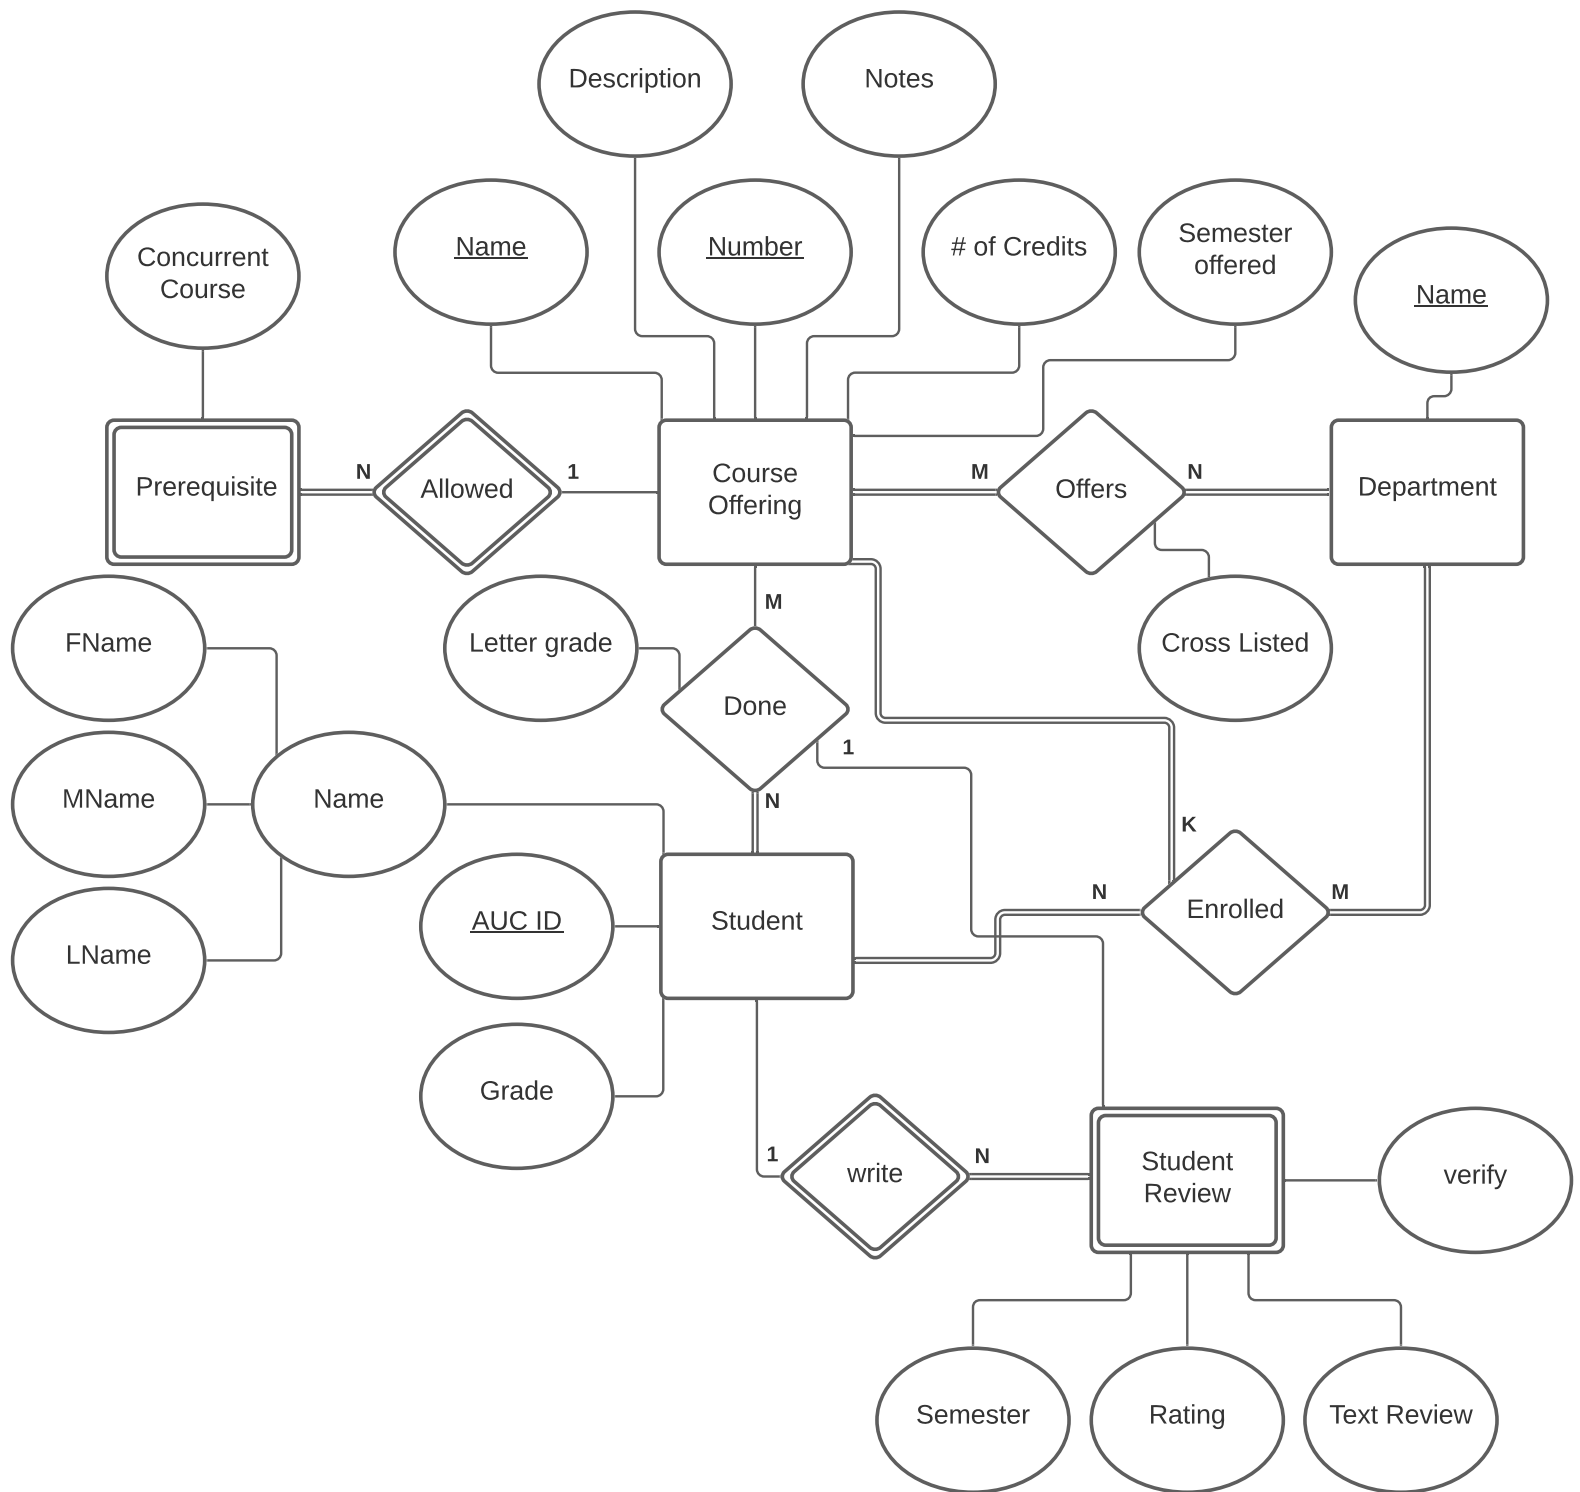 Description
Notes
Name
Number
# of Credits
Semester
offered
Concurrent
Course
Name
Prerequisite
N
Allowed
1
Course
Offering
M
Offers
N
Department
M
FName
Letter grade
Cross Listed
Done
1
MName
Name
N
K
AUC ID
Student
N
Enrolled
M
LName
Grade
1
write
N
Student
Review
verify
Semester
Rating
Text Review